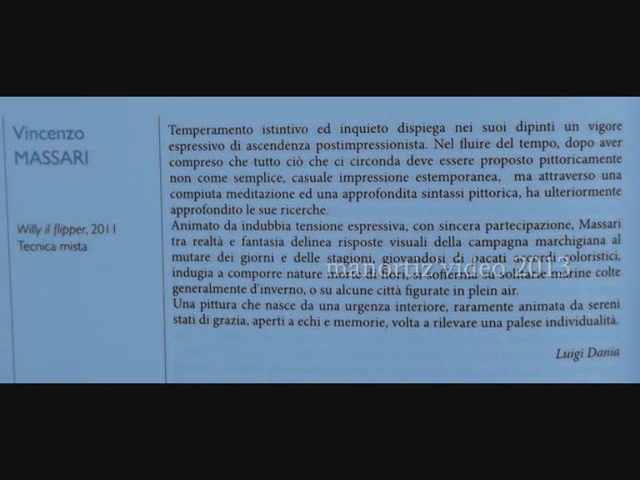 Vincenzo
MASSARI
Willy il flipper, 2011
Tecnica mista
Temperamento istintivo ed inquieto dispiega nei suoi dipinti un vigore
espressivo di ascendenza postimpressionista. Nel fluire del tempo, dopo aver
compreso che tutto ciò che ci circonda deve essere proposto pittoricamente
non come semplice, casuale impressione estemporanea, ma attraverso una
compiuta meditazione ed una approfondita sintassi pittorica, ha ulteriormente
approfondito le sue ricerche.
Animato da indubbia tensione espressiva, con sincera partecipazione, Massari
tra realtà e fantasia delinea risposte visuali della campagna marchigiana al
mutare dei giorni e delle stagioni, giovandosi di pacati accordi coloristici,
indugia a comporre nature morte di fiori, si sofferma su solitarie marine colte
generalmente d'inverno, o su alcune città figurate in plein air.
Una pittura che nasce da una urgenza interiore, raramente animata da sereni
stati di grazia, aperti a echi e memorie, volta a rilevare una palese individualità.
Luigi Dania
manortiz video 2013